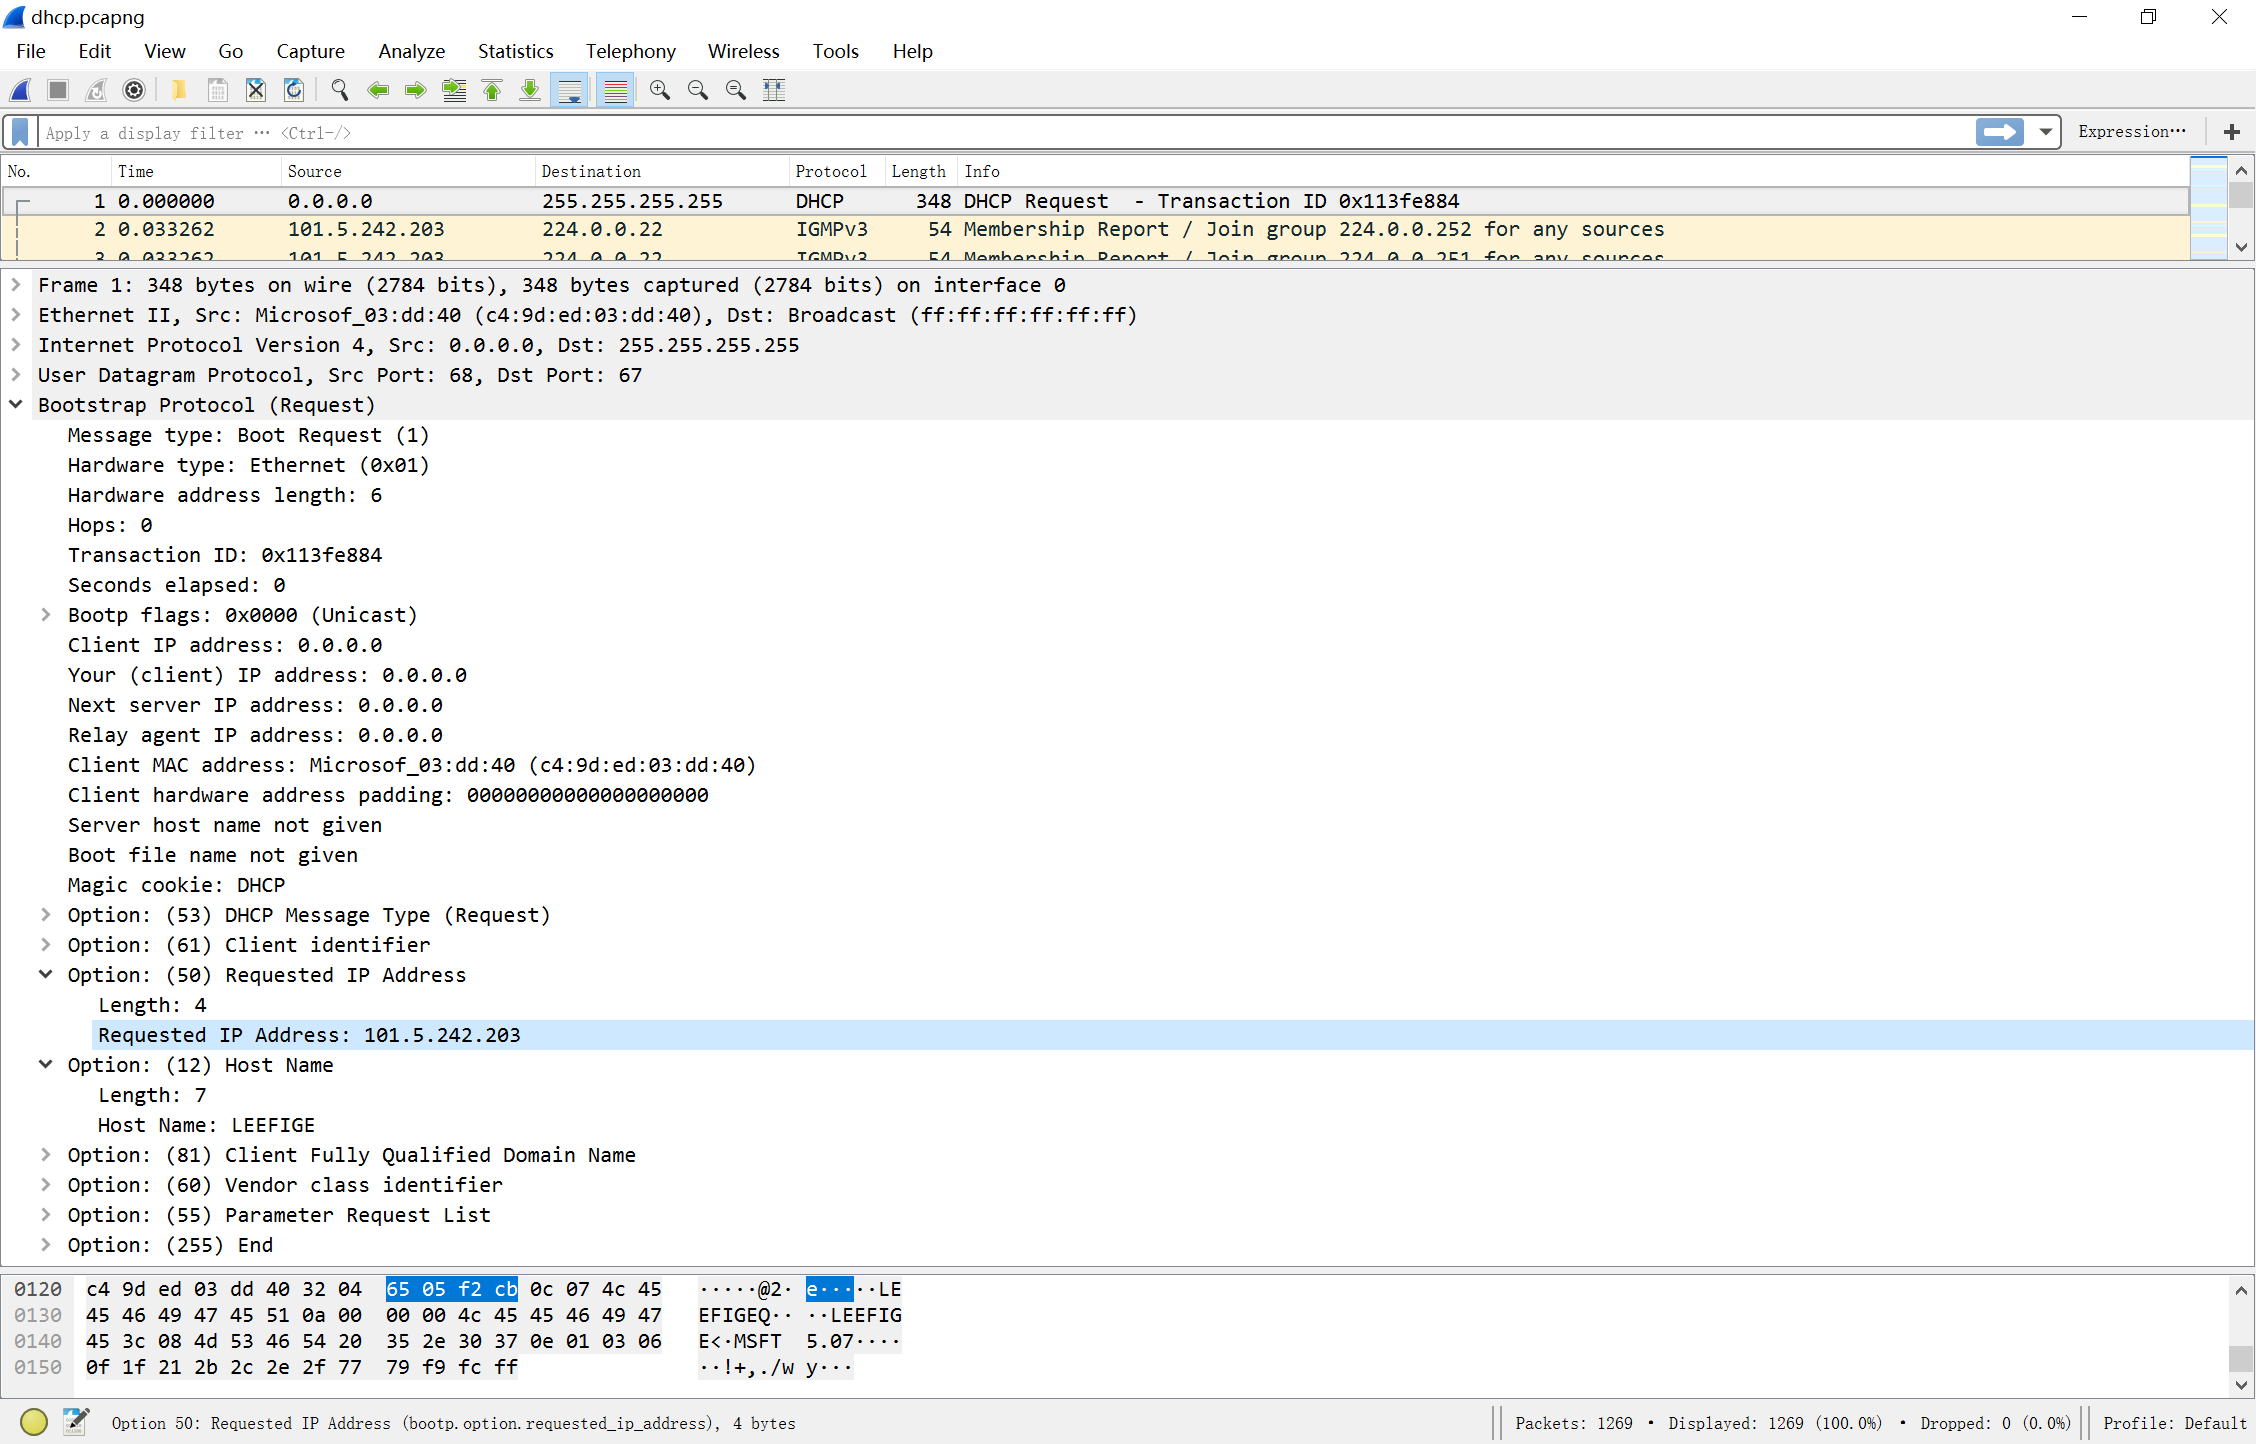 dhcp.pcapng
File Edit View Go Capture Analyze Statistics Telephony Wireless Tools Help
Apply a display filter … <Ctrl-/>
Expression…
No. Time Source Destination Protocol Length Info
1 0.000000 0.0.0.0 255.255.255.255 DHCP 348 DHCP Request - Transaction ID 0x113fe884
2 0.033262 101.5.242.203 224.0.0.22 IGMPv3 54 Membership Report / Join group 224.0.0.252 for any sources
3 0.033262 101.5.242.203 224.0.0.22 IGMPv3 54 Membership Report / Join group 224.0.0.251 for any sources
Frame 1: 348 bytes on wire (2784 bits), 348 bytes captured (2784 bits) on interface 0
Ethernet II, Src: Microsof_03:dd:40 (c4:9d:ed:03:dd:40), Dst: Broadcast (ff:ff:ff:ff:ff:ff)
Internet Protocol Version 4, Src: 0.0.0.0, Dst: 255.255.255.255
User Datagram Protocol, Src Port: 68, Dst Port: 67
Bootstrap Protocol (Request)
Message type: Boot Request (1)
Hardware type: Ethernet (0x01)
Hardware address length: 6
Hops: 0
Transaction ID: 0x113fe884
Seconds elapsed: 0
Bootp flags: 0x0000 (Unicast)
Client IP address: 0.0.0.0
Your (client) IP address: 0.0.0.0
Next server IP address: 0.0.0.0
Relay agent IP address: 0.0.0.0
Client MAC address: Microsof_03:dd:40 (c4:9d:ed:03:dd:40)
Client hardware address padding: 00000000000000000000
Server host name not given
Boot file name not given
Magic cookie: DHCP
Option: (53) DHCP Message Type (Request)
Option: (61) Client identifier
Option: (50) Requested IP Address
Length: 4
Requested IP Address: 101.5.242.203
Option: (12) Host Name
Length: 7
Host Name: LEEFIGE
Option: (81) Client Fully Qualified Domain Name
Option: (60) Vendor class identifier
Option: (55) Parameter Request List
Option: (255) End
0120 c4 9d ed 03 dd 40 32 04 65 05 f2 cb 0c 07 4c 45 ·····@2· e·····LE
0130 45 46 49 47 45 51 0a 00 00 00 4c 45 45 46 49 47 EFIGEQ·· ··LEEFIG
0140 45 3c 08 4d 53 46 54 20 35 2e 30 37 0e 01 03 06 E<·MSFT 5.07····
0150 0f 1f 21 2b 2c 2e 2f 77 79 f9 fc ff ··!+,./w y···
Option 50: Requested IP Address (bootp.option.requested_ip_address), 4 bytes
Packets: 1269 · Displayed: 1269 (100.0%) · Dropped: 0 (0.0%)
Profile: Default